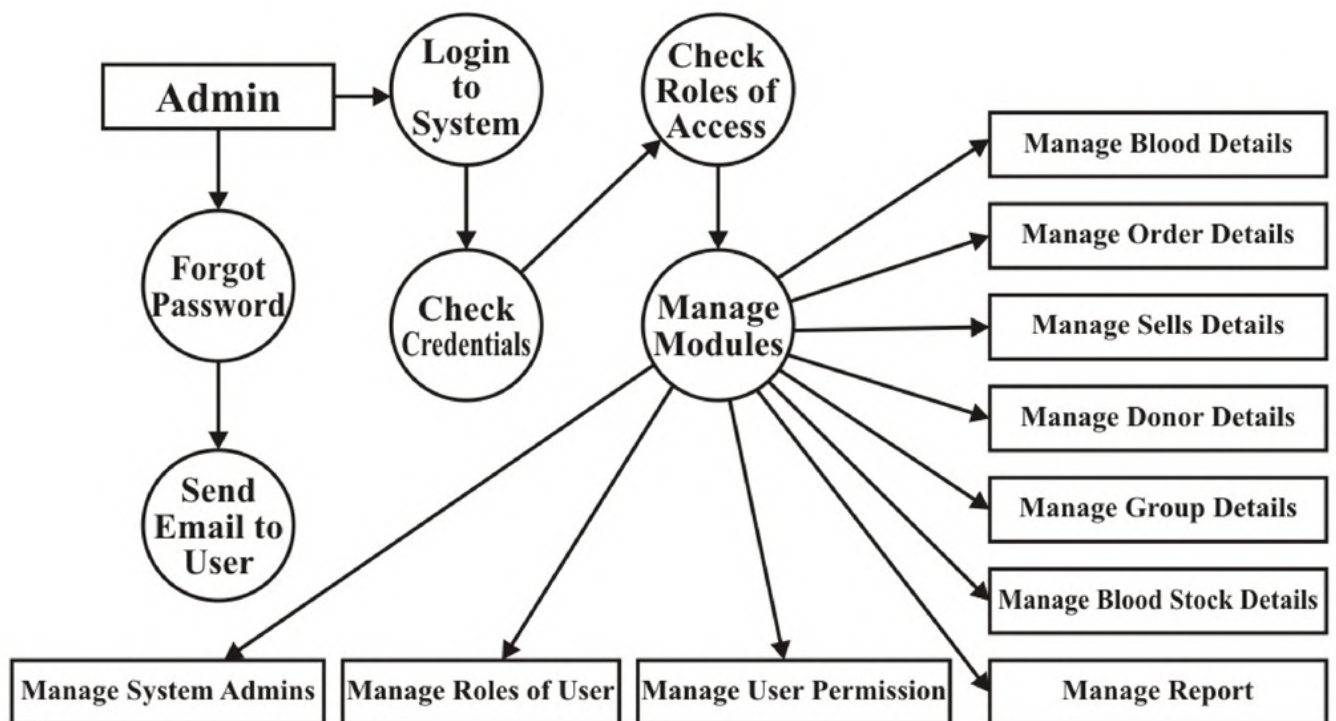 Admin
Login
to
System
Check
Roles of
Access
Forgot
Password
Check
Credentials
Manage
Modules
Send
Email to
User
Manage Blood Details
Manage Order Details
Manage Sells Details
Manage Donor Details
Manage Group Details
Manage Blood Stock Details
Manage Report
Manage System Admins
Manage Roles of User
Manage User Permission